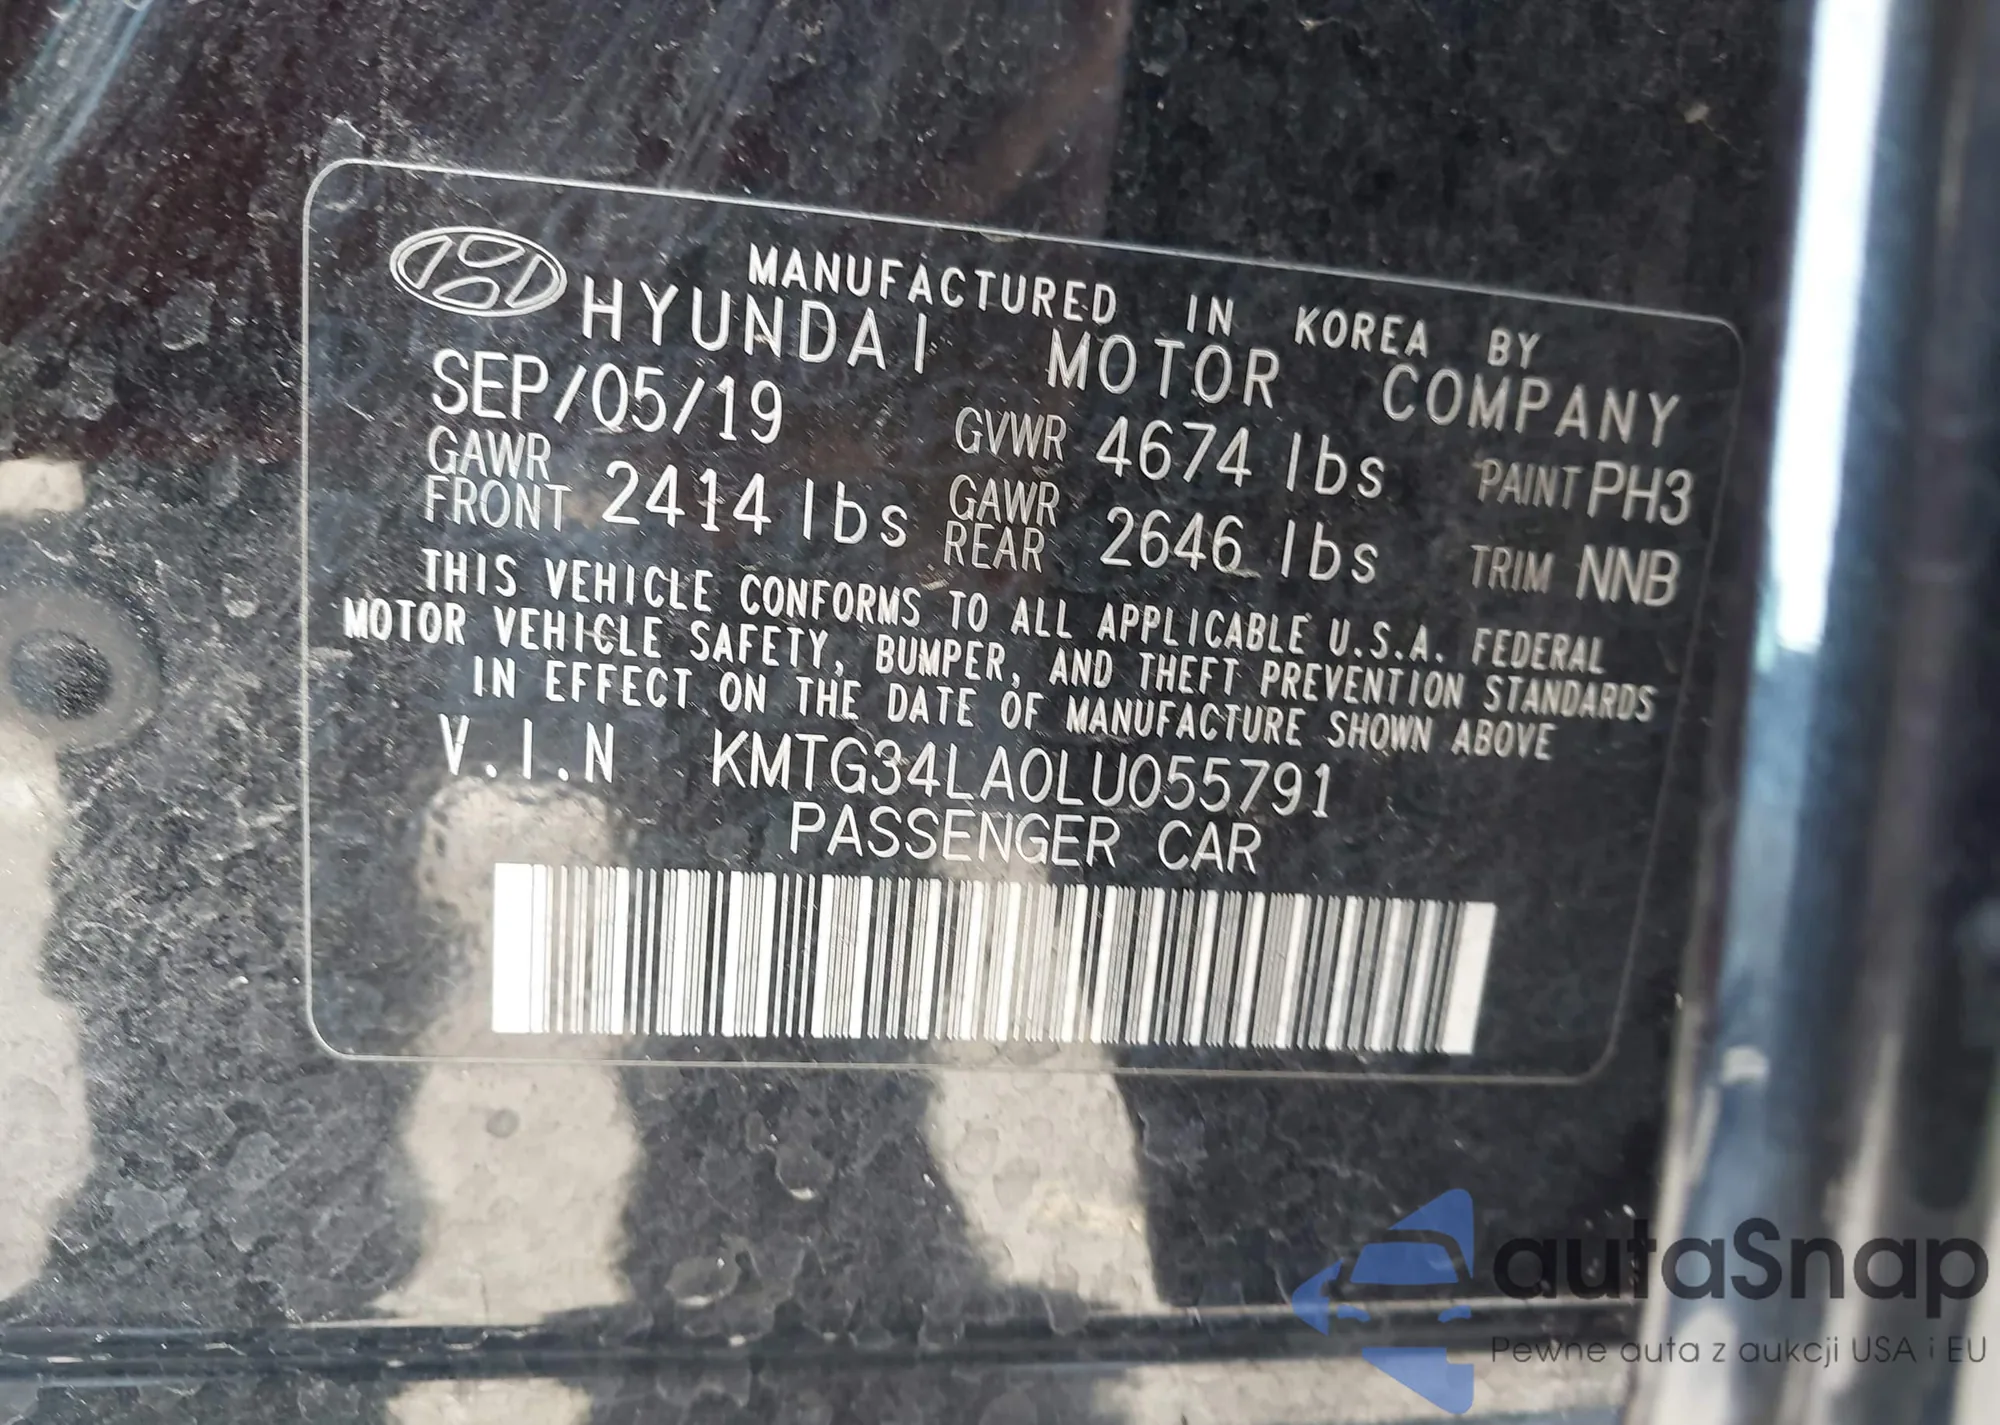 MANUFACTURED IN KOREA BY
HYUNDAI MOTOR COMPANY
SEP/05/19 GVWR 4674 lbs PAINT PH3
GAWR FRONT 2414 lbs GAWR REAR 2646 lbs TRIM NNB
THIS VEHICLE CONFORMS TO ALL APPLICABLE U.S.A. FEDERAL
MOTOR VEHICLE SAFETY, BUMPER, AND THEFT PREVENTION STANDARDS
IN EFFECT ON THE DATE OF MANUFACTURE SHOWN ABOVE
V.I.N KMTG34LA0LU055791
PASSENGER CAR
autaSnap
Pewne auta z aukcji USA i EU